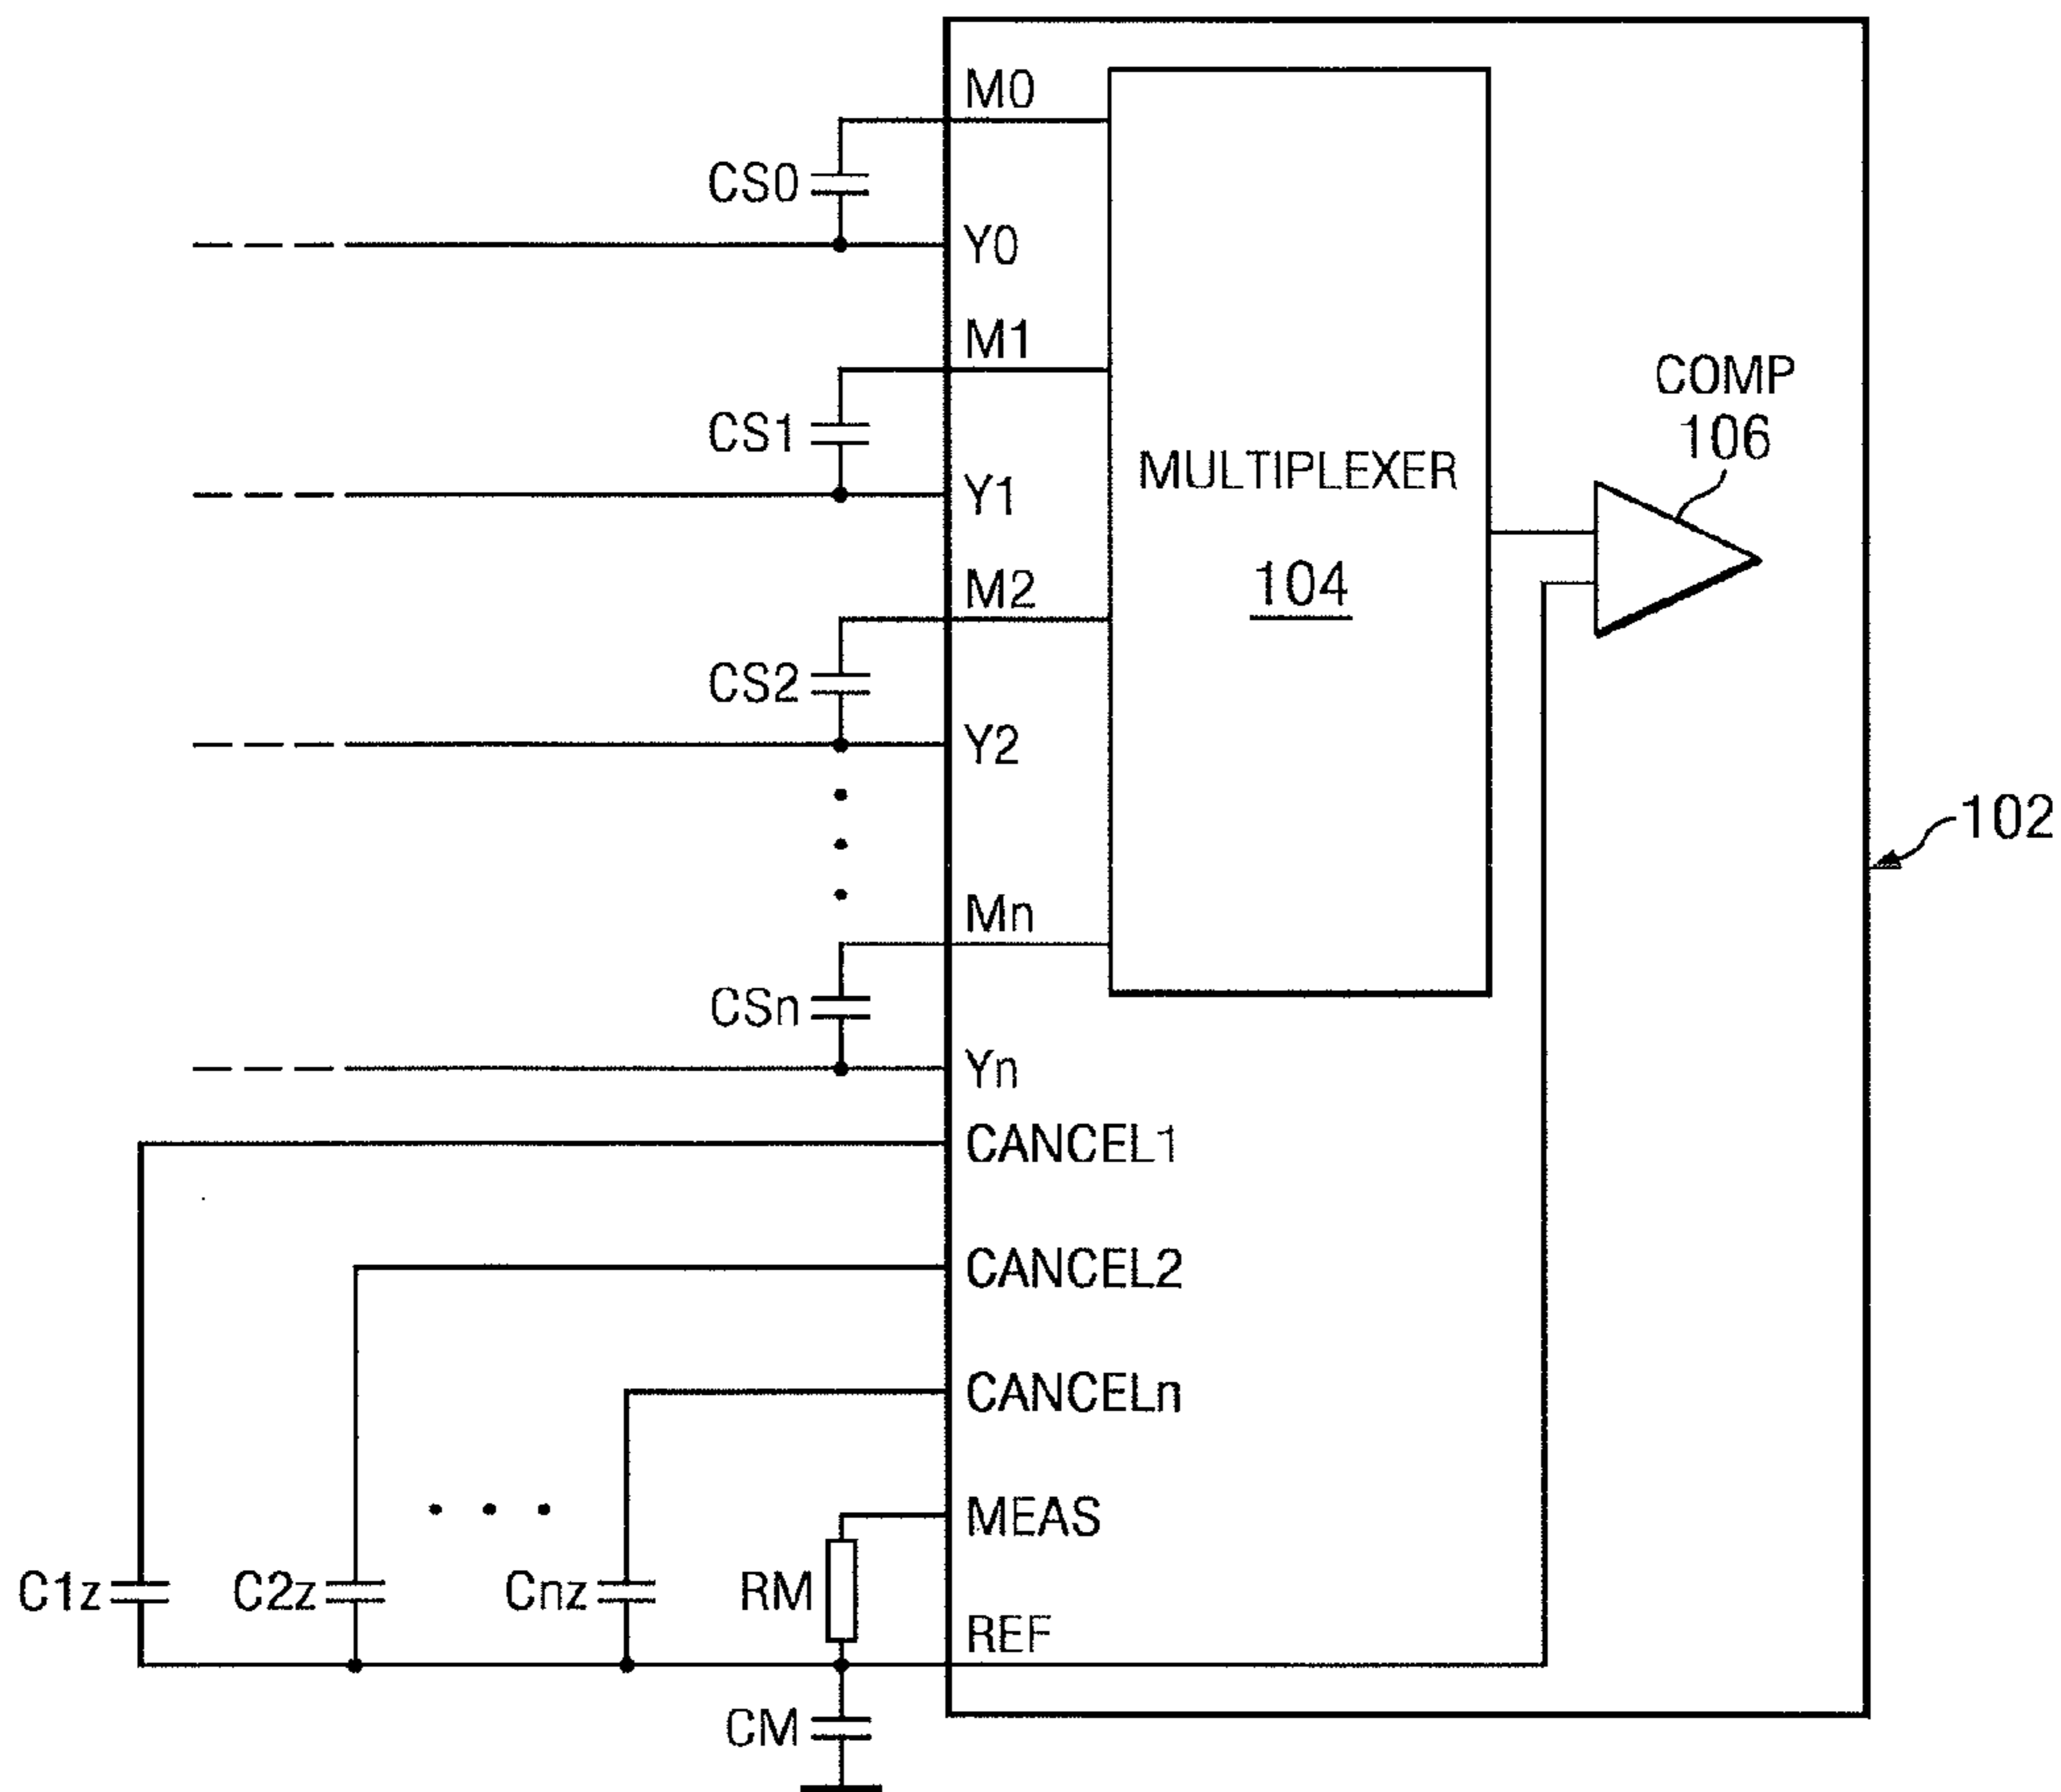 M0
CS0
Y0
M1
CS1
Y1
COMP
106
MULTIPLEXER
104
M2
CS2
Y2
102
Mn
CSn
Yn
CANCEL1
CANCEL2
CANCELn
MEAS
C1z
C2z
Cnz
RM
REF
CM